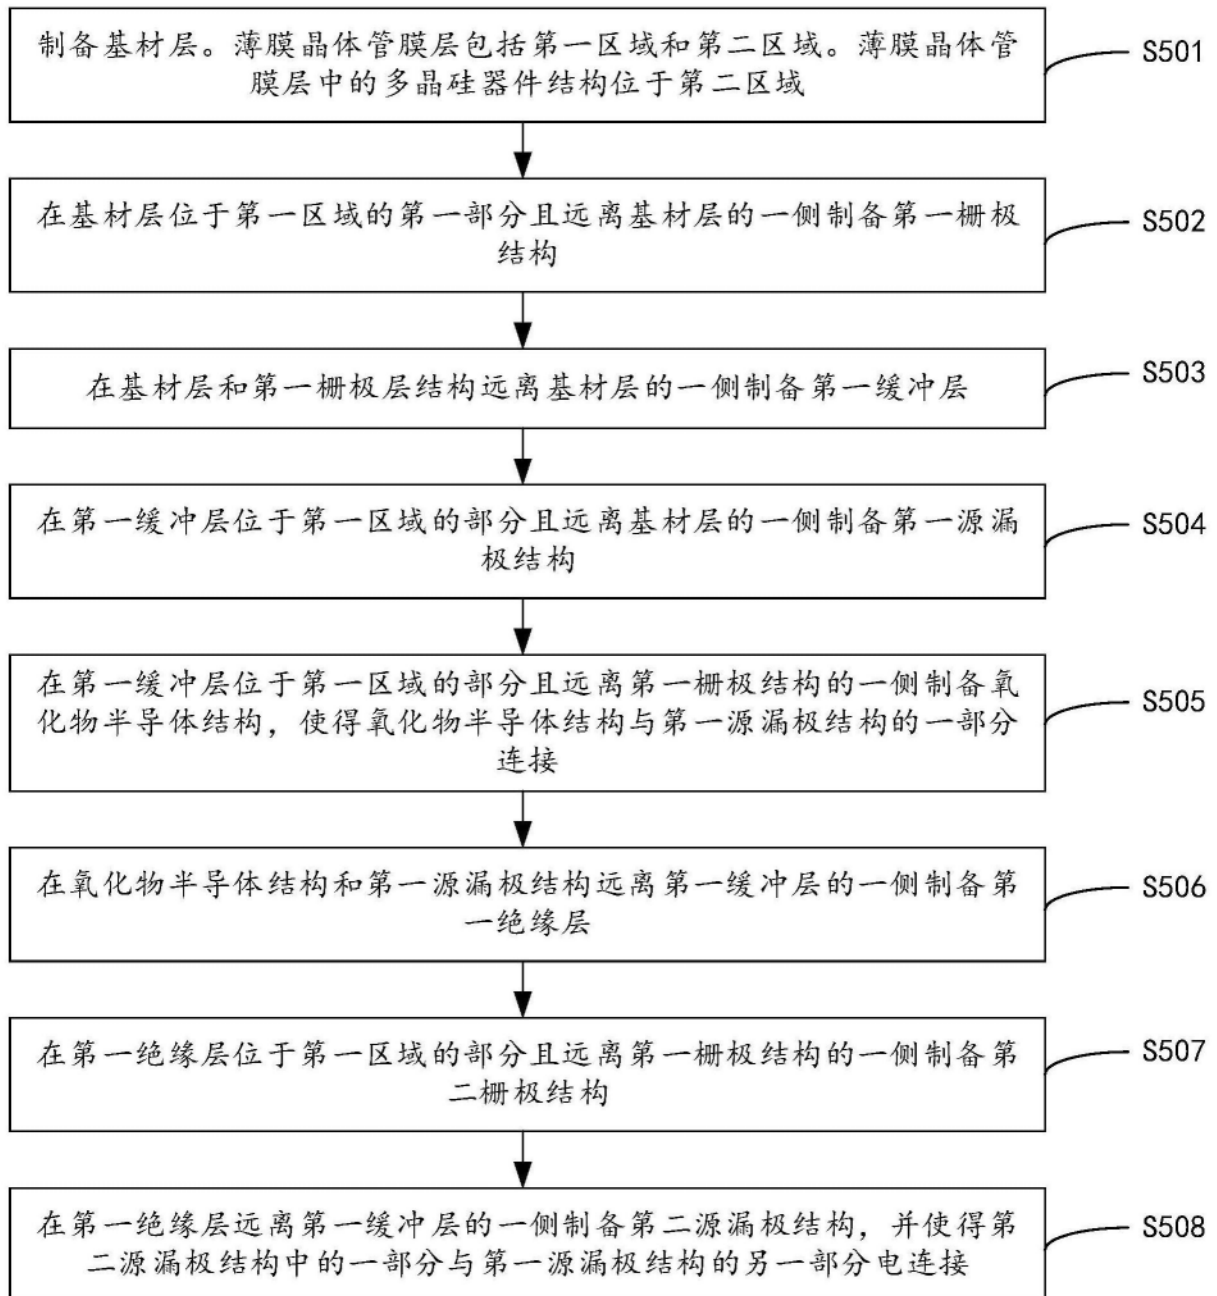 制备基材层。薄膜晶体管膜层包括第一区域和第二区域。薄膜晶体管
膜层中的多晶硅器件结构位于第二区域
S501
在基材层位于第一区域的第一部分且远离基材层的一侧制备第一栅极
结构
S502
在基材层和第一栅极层结构远离基材层的一侧制备第一缓冲层
S503
在第一缓冲层位于第一区域的部分且远离基材层的一侧制备第一源漏
极结构
S504
在第一缓冲层位于第一区域的部分且远离第一栅极结构的一侧制备氧
化物半导体结构，使得氧化物半导体结构与第一源漏极结构的一部分
连接
S505
在氧化物半导体结构和第一源漏极结构远离第一缓冲层的一侧制备第
一绝缘层
S506
在第一绝缘层位于第一区域的部分且远离第一栅极结构的一侧制备第
二栅极结构
S507
在第一绝缘层远离第一缓冲层的一侧制备第二源漏极结构，并使得第
二源漏极结构中的一部分与第一源漏极结构的另一部分电连接
S508